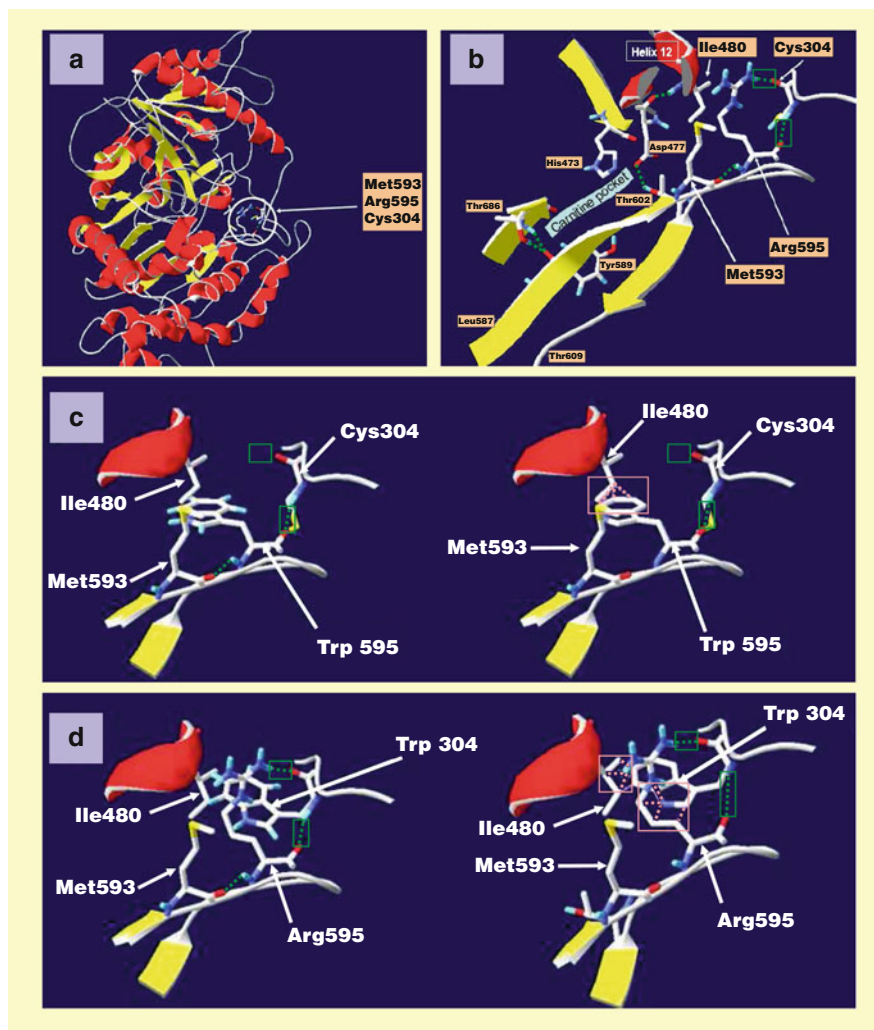 a
Met593
Arg595
Cys304
b
Helix 12
Ile480
Cys304
His473
Asp477
Carnitine pocket
Thr686
Thr602
Tyr589
Arg595
Met593
Leu587
Thr609
c
Cys304
Ile480
Met593
Trp 595
Ile480
Cys304
Met593
Trp 595
d
Trp 304
Ile480
Met593
Arg595
Trp 304
Ile480
Met593
Arg595